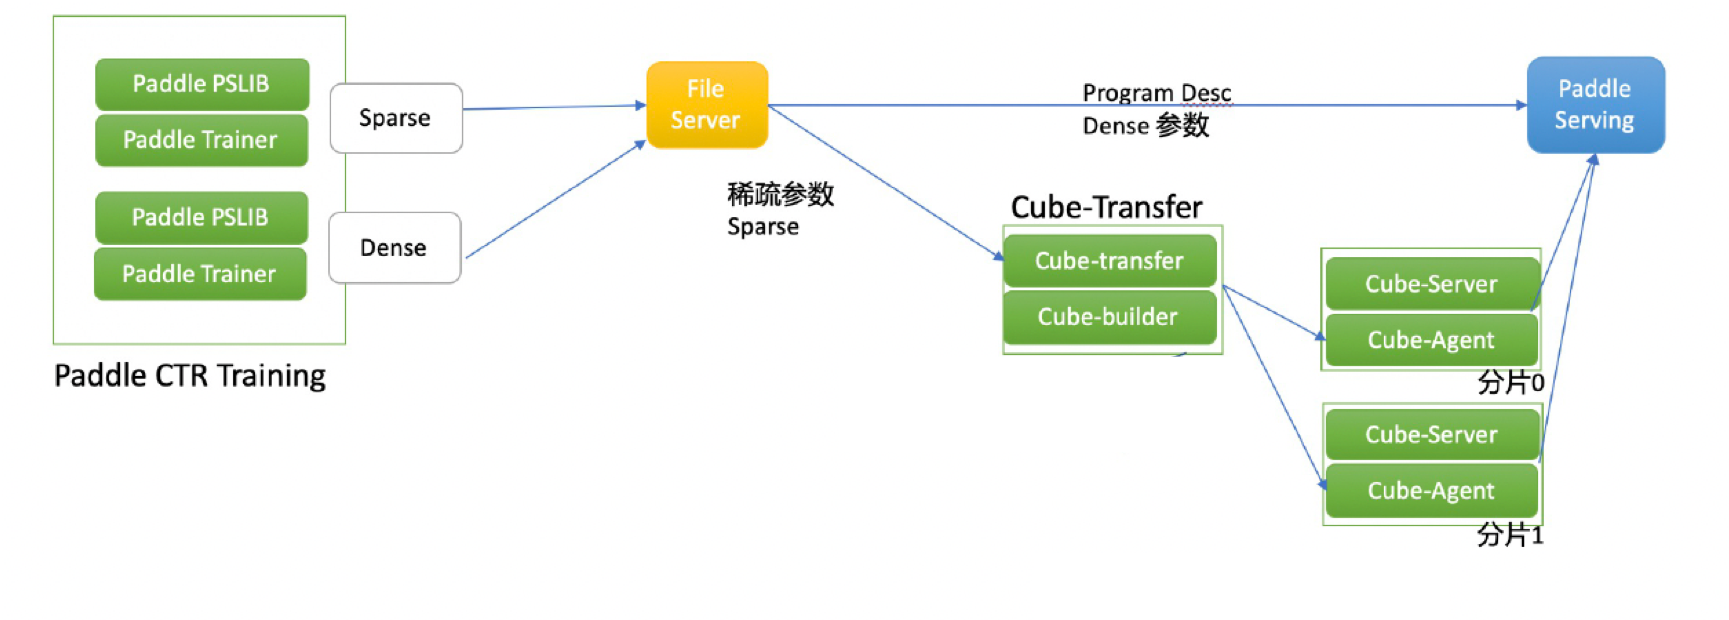 Paddle PSLIB
Paddle Trainer
Paddle PSLIB
Paddle Trainer
Paddle CTR Training
Sparse
Dense
File
Server
稀疏参数
Sparse
Program Desc
Dense 参数
Paddle
Serving
Cube-Transfer
Cube-transfer
Cube-builder
Cube-Server
Cube-Agent
分片0
Cube-Server
Cube-Agent
分片1